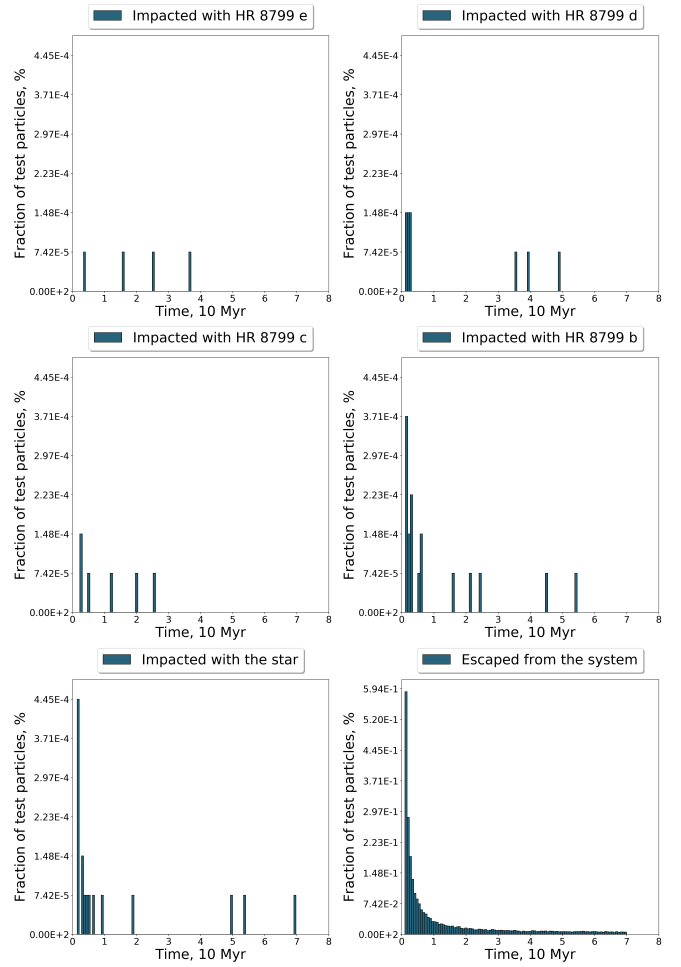 Impacted with HR 8799 e
Fraction of test particles, %
4.45E-4
3.71E-4
2.97E-4
2.23E-4
1.48E-4
7.42E-5
0.00E+2
0 1 2 3 4 5 6 7 8
Time, 10 Myr
Impacted with HR 8799 d
Fraction of test particles, %
4.45E-4
3.71E-4
2.97E-4
2.23E-4
1.48E-4
7.42E-5
0.00E+2
0 1 2 3 4 5 6 7 8
Time, 10 Myr
Impacted with HR 8799 c
Fraction of test particles, %
4.45E-4
3.71E-4
2.97E-4
2.23E-4
1.48E-4
7.42E-5
0.00E+2
0 1 2 3 4 5 6 7 8
Time, 10 Myr
Impacted with HR 8799 b
Fraction of test particles, %
4.45E-4
3.71E-4
2.97E-4
2.23E-4
1.48E-4
7.42E-5
0.00E+2
0 1 2 3 4 5 6 7 8
Time, 10 Myr
Impacted with the star
Fraction of test particles, %
4.45E-4
3.71E-4
2.97E-4
2.23E-4
1.48E-4
7.42E-5
0.00E+2
0 1 2 3 4 5 6 7 8
Time, 10 Myr
Escaped from the system
Fraction of test particles, %
5.94E-1
5.20E-1
4.45E-1
3.71E-1
2.97E-1
2.23E-1
1.48E-1
7.42E-2
0.00E+2
0 1 2 3 4 5 6 7 8
Time, 10 Myr